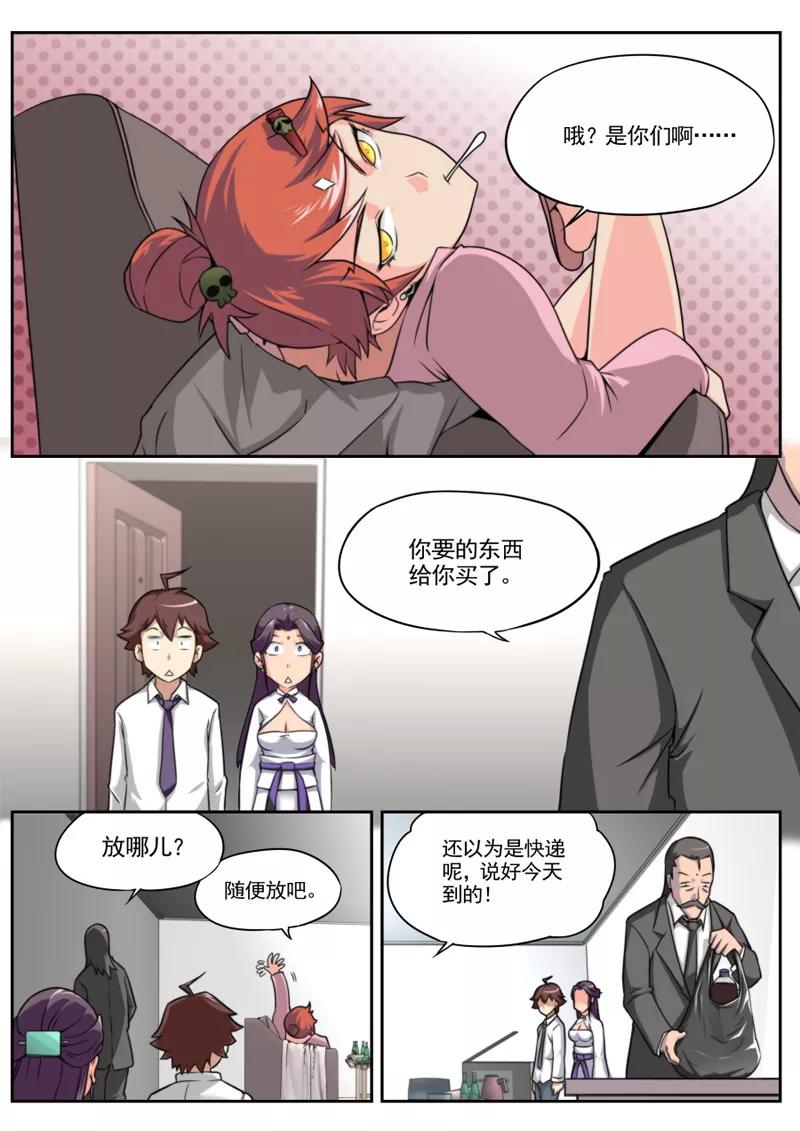 哦？是你们啊……
你要的东西
给你买了。
放哪儿？
随便放吧。
还以为是快递
呢，说好今天
到的！